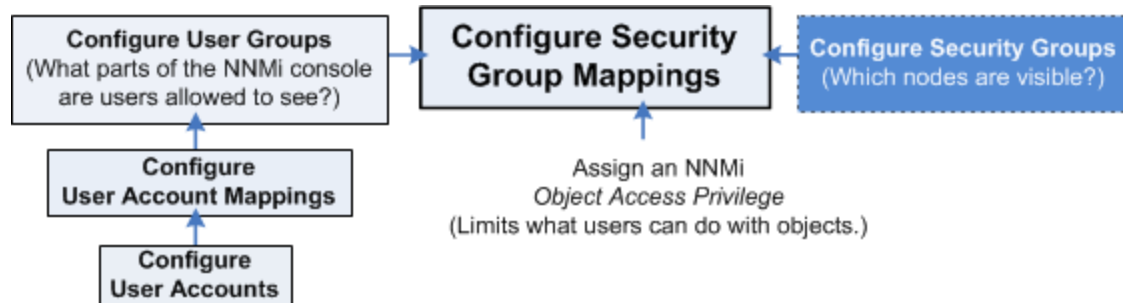 Configure User Groups
(What parts of the NNMi console
are users allowed to see?)
Configure Security
Group Mappings
Configure Security Groups
(Which nodes are visible?)
Configure
User Account Mappings
Assign an NNMi
Object Access Privilege
(Limits what users can do with objects.)
Configure
User Accounts